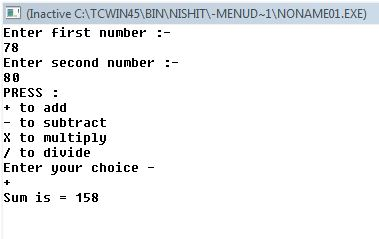 (Inactive C:\TCWIN45\BIN\NISHIT\-MENUD~1\NONAME01.EXE)
Enter first number :-
78
Enter second number :-
80
PRESS :
+ to add
- to subtract
X to multiply
/ to divide
Enter your choice -
+
Sum is = 158